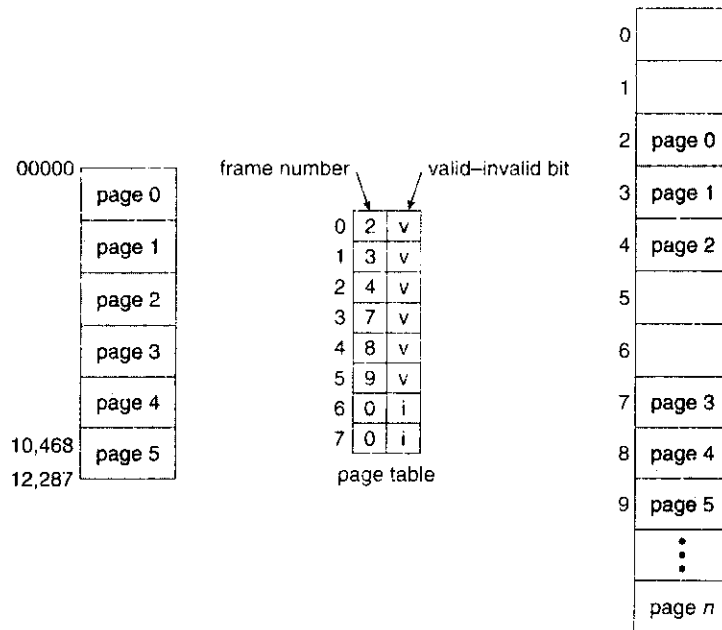 00000
page 0
page 1
page 2
page 3
page 4
10,468
page 5
12,287
frame number
valid–invalid bit
0 2 v
1 3 v
2 4 v
3 7 v
4 8 v
5 9 v
6 0 i
7 0 i
page table
0
1
2 page 0
3 page 1
4 page 2
5
6
7 page 3
8 page 4
9 page 5
page n